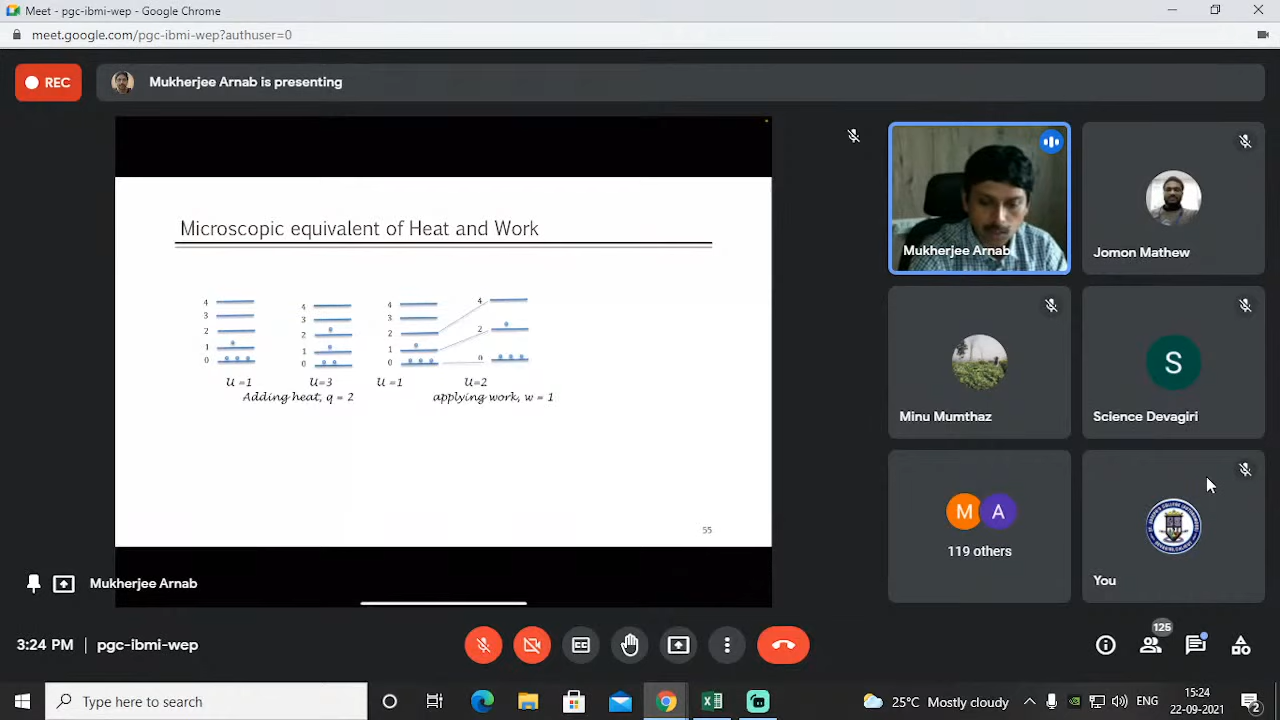 Meet - pgc-ibmi-wep - Google Chrome
meet.google.com/pgc-ibmi-wep?authuser=0
REC
Mukherjee Arnab is presenting
Microscopic equivalent of Heat and Work
4 4 4 4
3 3 3
2 2 2 2
1 1 1
0 0 0 0
U =1 U=3 U =1 U=2
Adding heat, q = 2 applying work, w = 1
55
Mukherjee Arnab
Mukherjee Arnab
Jomon Mathew
Minu Mumthaz
S
Science Devagiri
M A
119 others
You
3:24 PM | pgc-ibmi-wep
125
Type here to search
25°C Mostly cloudy
ENG
15:24
22-09-2021
2